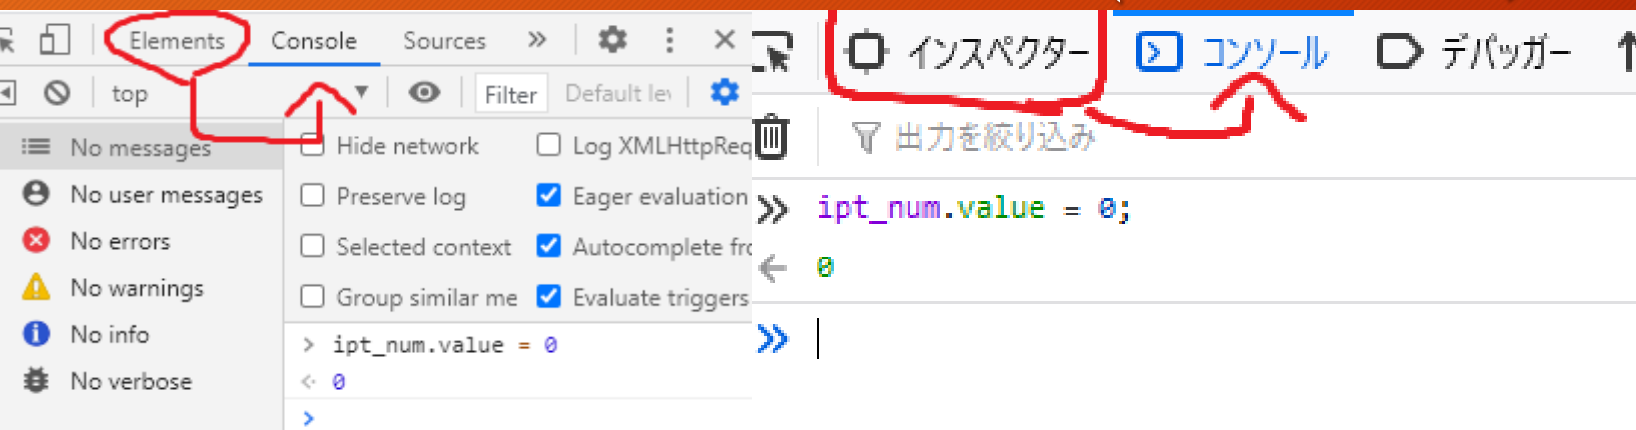 Elements Console Sources
top Filter Default lev
No messages
No user messages
No errors
No warnings
No info
No verbose
Hide network Log XMLHttpReq
Preserve log Eager evaluation
Selected context Autocomplete fro
Group similar me Evaluate triggers
ipt_num.value = 0
0
インスペクター コンソール デバッガー
出力を絞り込み
ipt_num.value = 0;
0